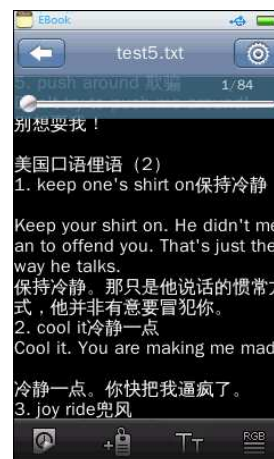 EBook
test5.txt
5. push around 欺骗
1/84
别想耍我！
美国口语俚语（2）
1. keep one's shirt on保持冷静
Keep your shirt on. He didn't me
an to offend you. That's just the
way he talks.
保持冷静。那只是他说话的惯常方
式，他并非有意要冒犯你。
2. cool it冷静一点
Cool it. You are making me mad
冷静一点。你快把我逼疯了。
3. joy ride兜风
RGB